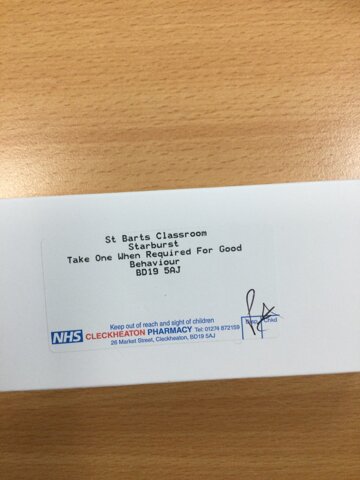 St Barts Classroom
Starburst
Take One When Required For Good
Behaviour
BD19 5AJ
Keep out of reach and sight of children
NHS CLECKHEATON PHARMACY Tel: 01274 872159
26 Market Street, Cleckheaton, BD19 5AJ